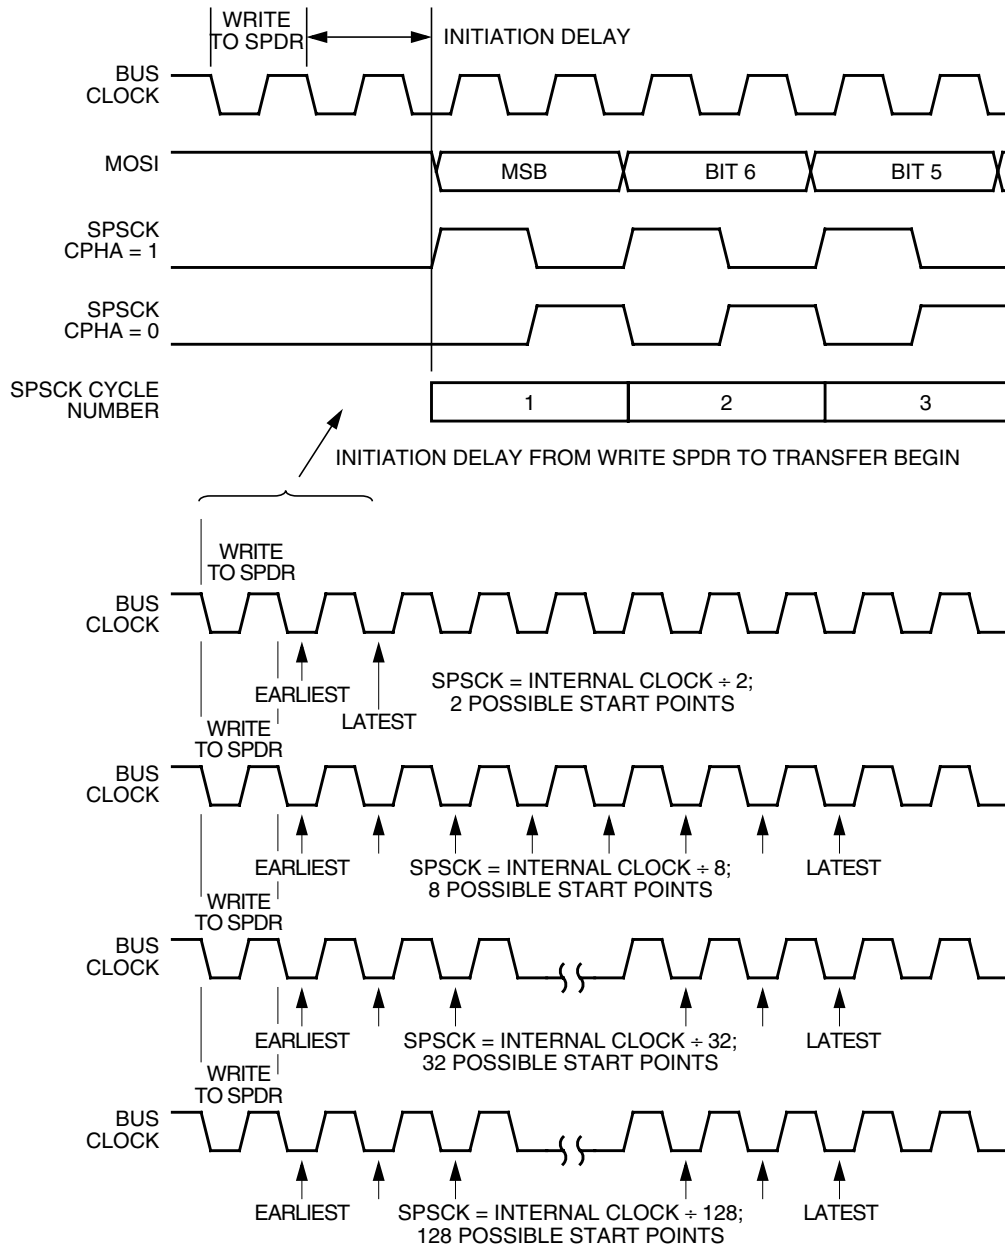 WRITE
TO SPDR
INITIATION DELAY
BUS
CLOCK
MOSI
MSB
BIT 6
BIT 5
SPSCK
CPHA = 1
SPSCK
CPHA = 0
SPSCK CYCLE
NUMBER
1
2
3
INITIATION DELAY FROM WRITE SPDR TO TRANSFER BEGIN
WRITE
TO SPDR
BUS
CLOCK
EARLIEST
LATEST
SPSCK = INTERNAL CLOCK ÷ 2;
2 POSSIBLE START POINTS
WRITE
TO SPDR
BUS
CLOCK
EARLIEST
SPSCK = INTERNAL CLOCK ÷ 8;
8 POSSIBLE START POINTS
LATEST
WRITE
TO SPDR
BUS
CLOCK
EARLIEST
SPSCK = INTERNAL CLOCK ÷ 32;
32 POSSIBLE START POINTS
LATEST
WRITE
TO SPDR
BUS
CLOCK
EARLIEST
SPSCK = INTERNAL CLOCK ÷ 128;
128 POSSIBLE START POINTS
LATEST